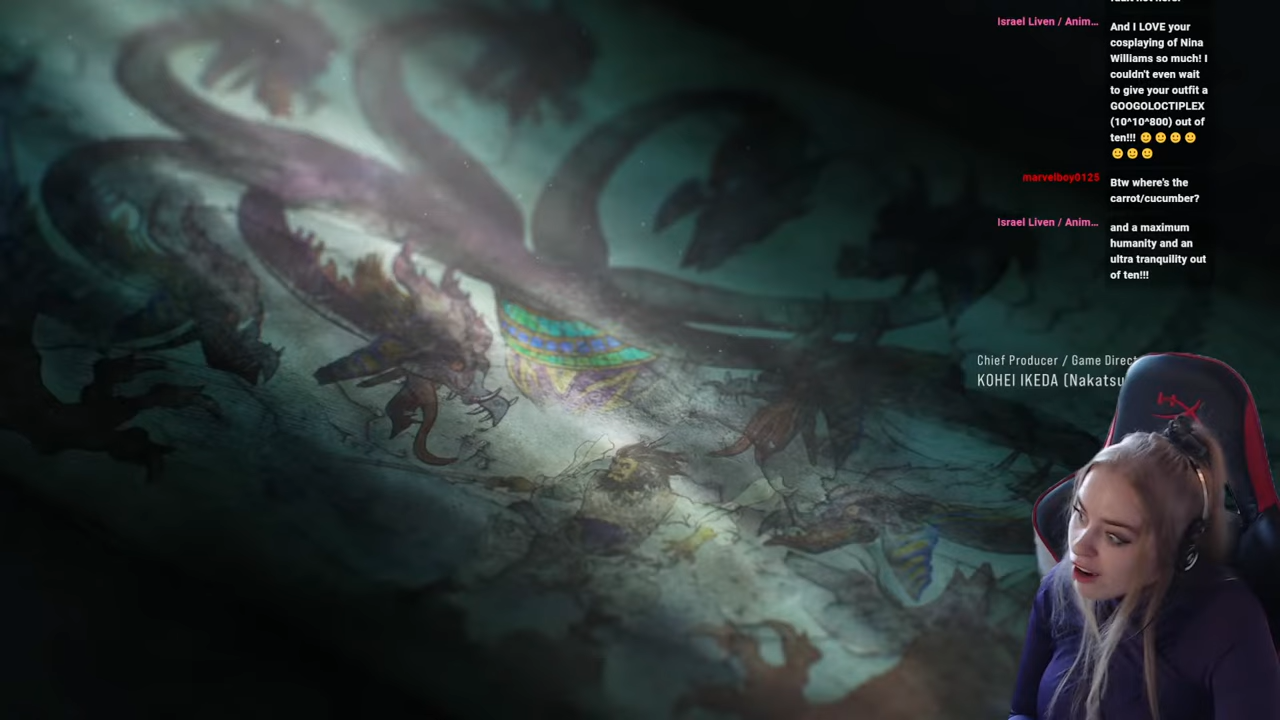 Israel Liven / Anim...
And I LOVE your
cosplaying of Nina
Williams so much! I
couldn't even wait
to give your outfit a
GOOGOLOCTIPLEX
(10^10^800) out of
ten!!! 🙂 🙂 🙂 🙂
🙂 🙂 🙂
marvelboy0125
Btw where's the
carrot/cucumber?
Israel Liven / Anim...
and a maximum
humanity and an
ultra tranquility out
of ten!!!
Chief Producer / Game Direct
KOHEI IKEDA (Nakatsu
HX